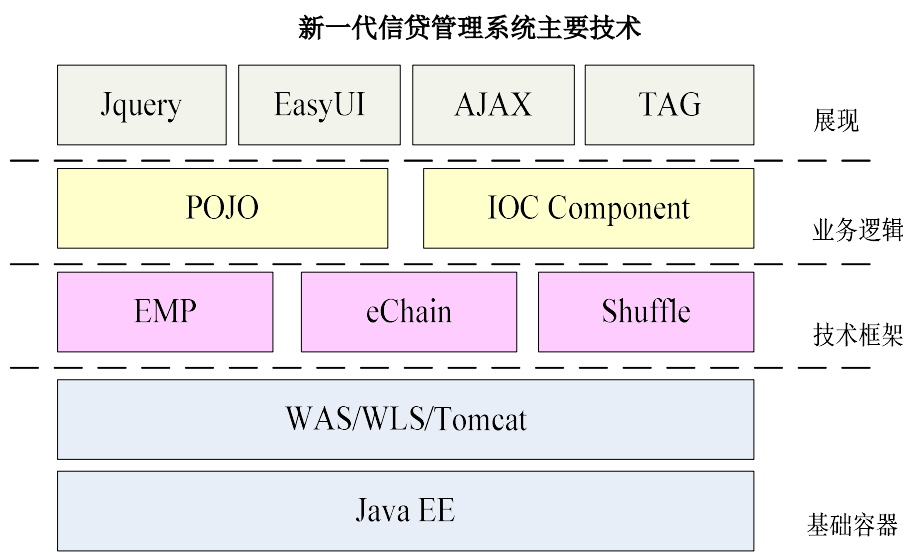 新一代信贷管理系统主要技术
Jquery EasyUI AJAX TAG 展现
POJO IOC Component 业务逻辑
EMP eChain Shuffle 技术框架
WAS/WLS/Tomcat
Java EE 基础容器